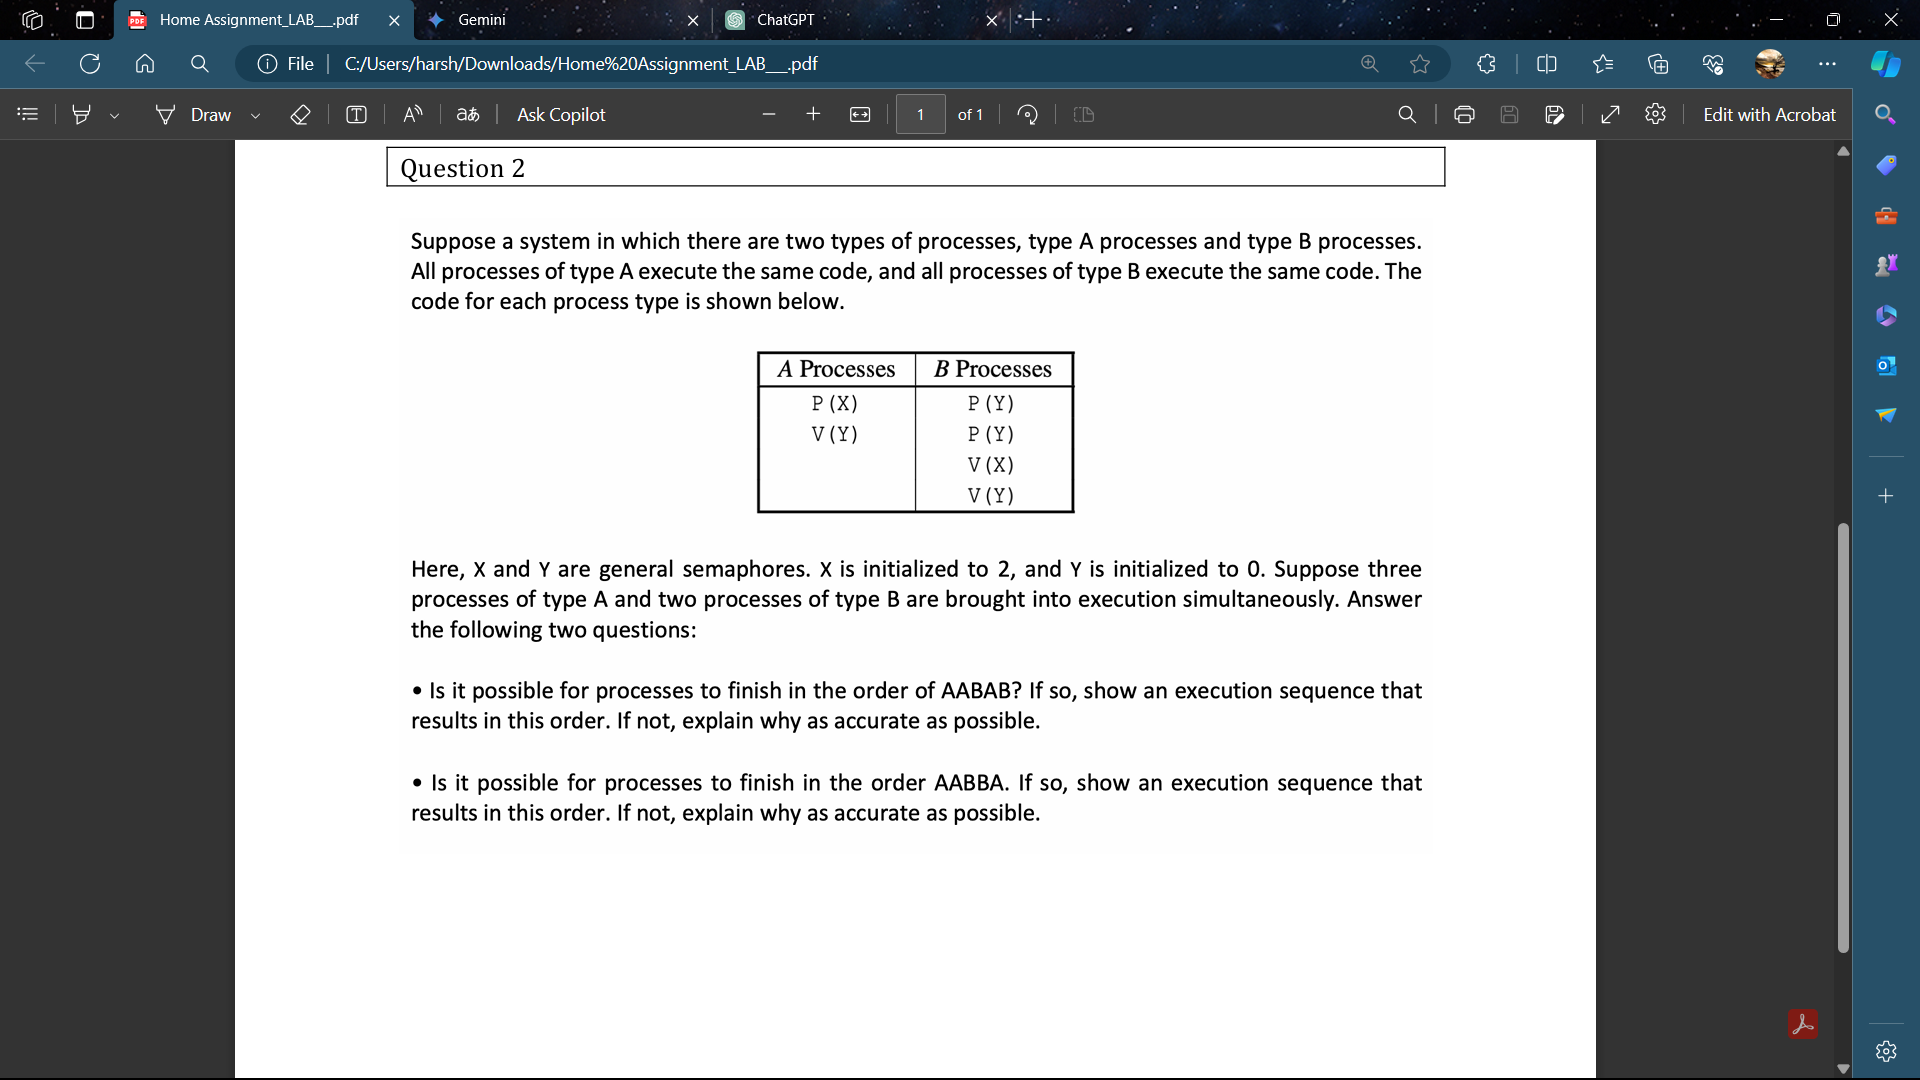 Home Assignment_LAB__.pdf
Gemini
ChatGPT
File
C:/Users/harsh/Downloads/Home%20Assignment_LAB__.pdf
Draw
aあ
Ask Copilot
1
of 1
Edit with Acrobat
Question 2
Suppose a system in which there are two types of processes, type A processes and type B processes.
All processes of type A execute the same code, and all processes of type B execute the same code. The
code for each process type is shown below.
A Processes B Processes
P(X) P(Y)
V(Y) P(Y)
V(X)
V(Y)
Here, X and Y are general semaphores. X is initialized to 2, and Y is initialized to 0. Suppose three
processes of type A and two processes of type B are brought into execution simultaneously. Answer
the following two questions:
• Is it possible for processes to finish in the order of AABAB? If so, show an execution sequence that
results in this order. If not, explain why as accurate as possible.
• Is it possible for processes to finish in the order AABBA. If so, show an execution sequence that
results in this order. If not, explain why as accurate as possible.